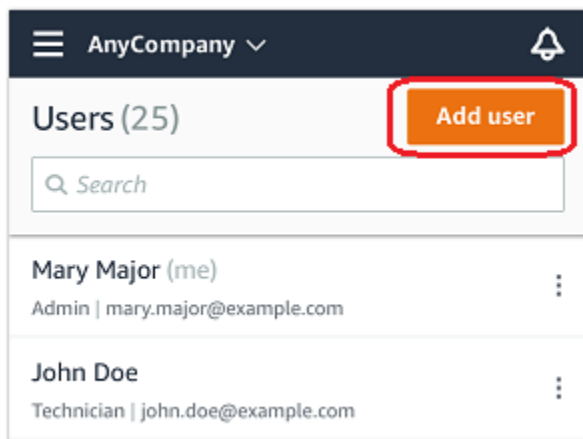 AnyCompany
Users (25)
Add user
Search
Mary Major (me)
Admin | mary.major@example.com
John Doe
Technician | john.doe@example.com